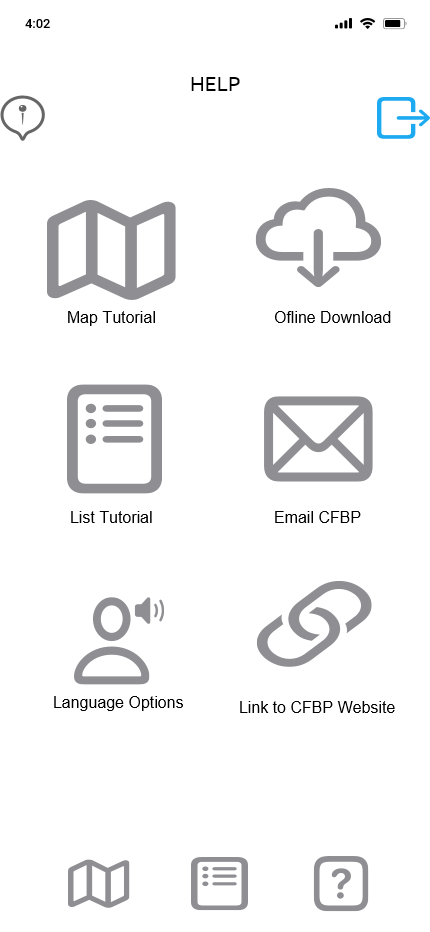 4:02
HELP
Map Tutorial
Ofline Download
List Tutorial
Email CFBP
Language Options
Link to CFBP Website
?